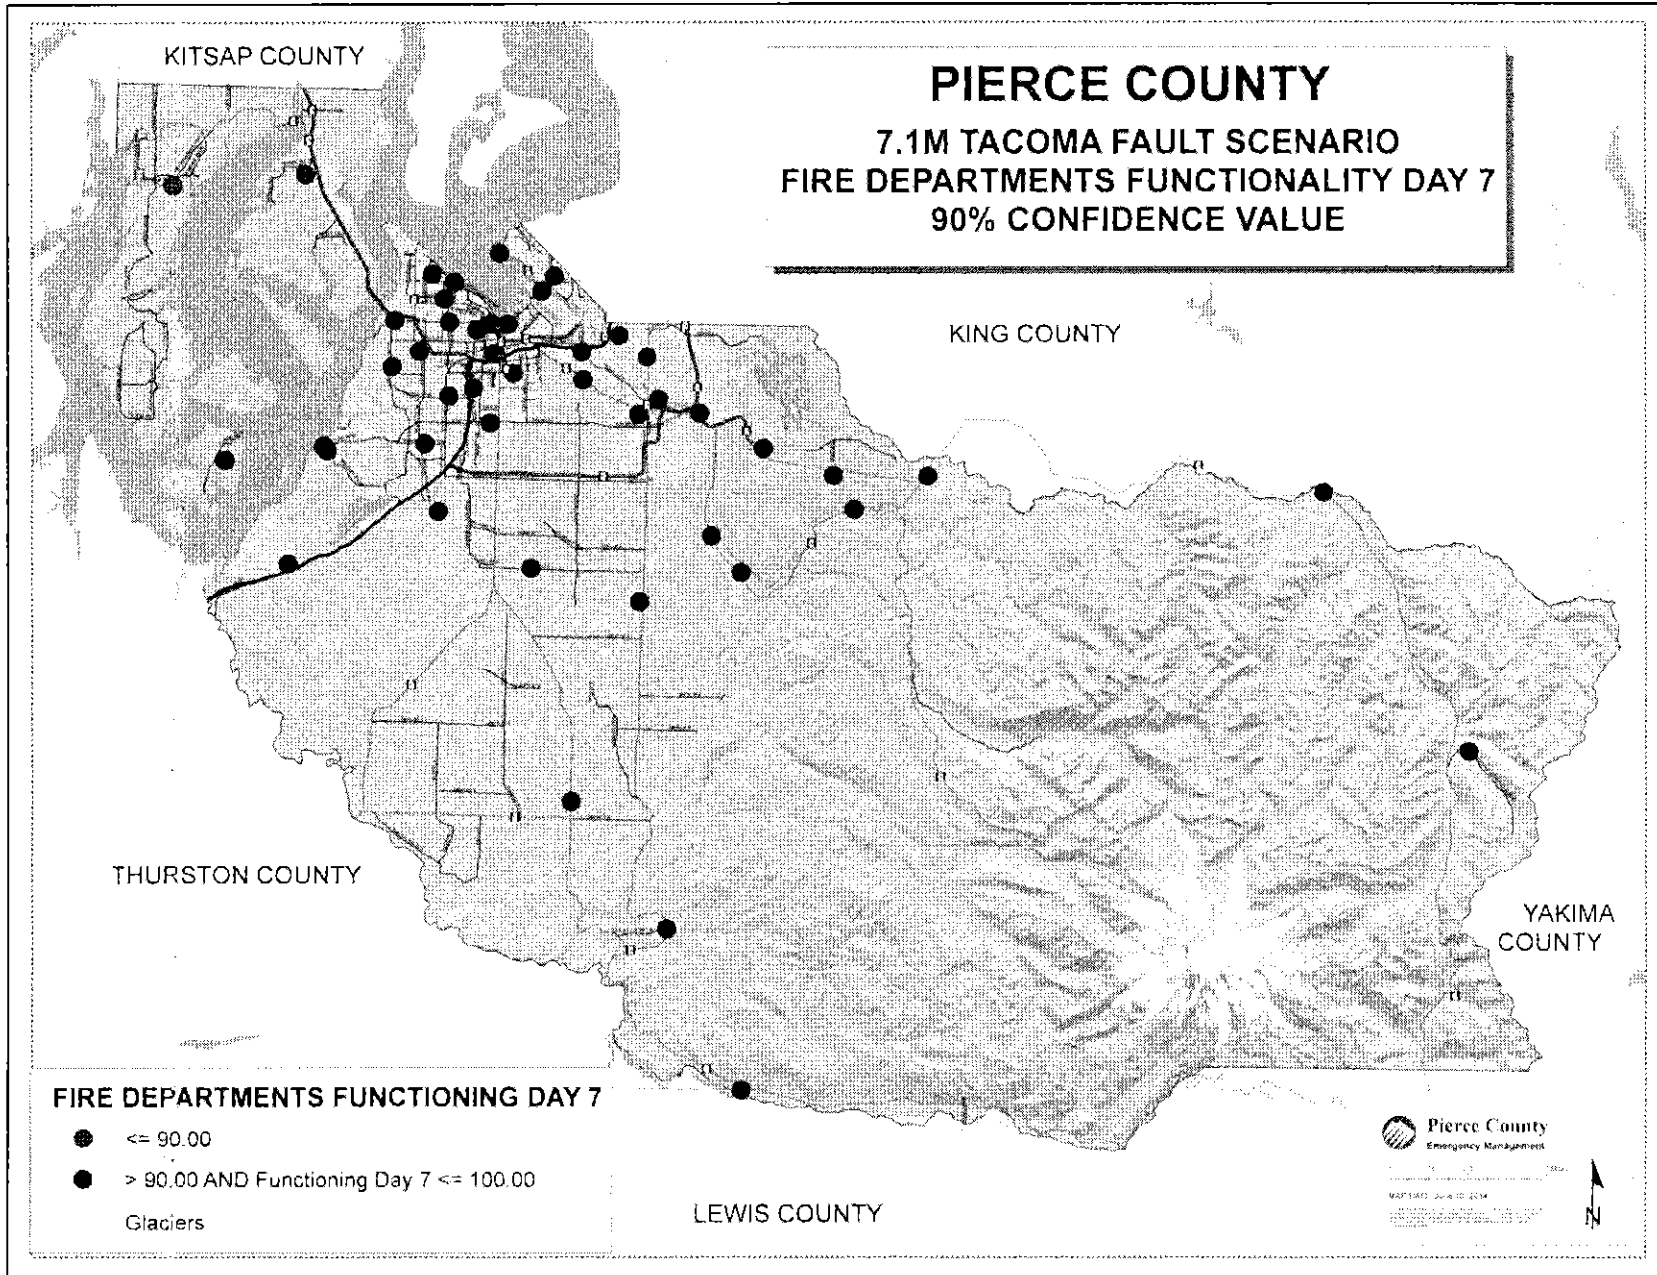 KITSAP COUNTY
PIERCE COUNTY
7.1M TACOMA FAULT SCENARIO
FIRE DEPARTMENTS FUNCTIONALITY DAY 7
90% CONFIDENCE VALUE
KING COUNTY
THURSTON COUNTY
YAKIMA
COUNTY
FIRE DEPARTMENTS FUNCTIONING DAY 7
<= 90.00
> 90.00 AND Functioning Day 7 <= 100.00
Glaciers
LEWIS COUNTY
Pierce County
Emergency Management
N